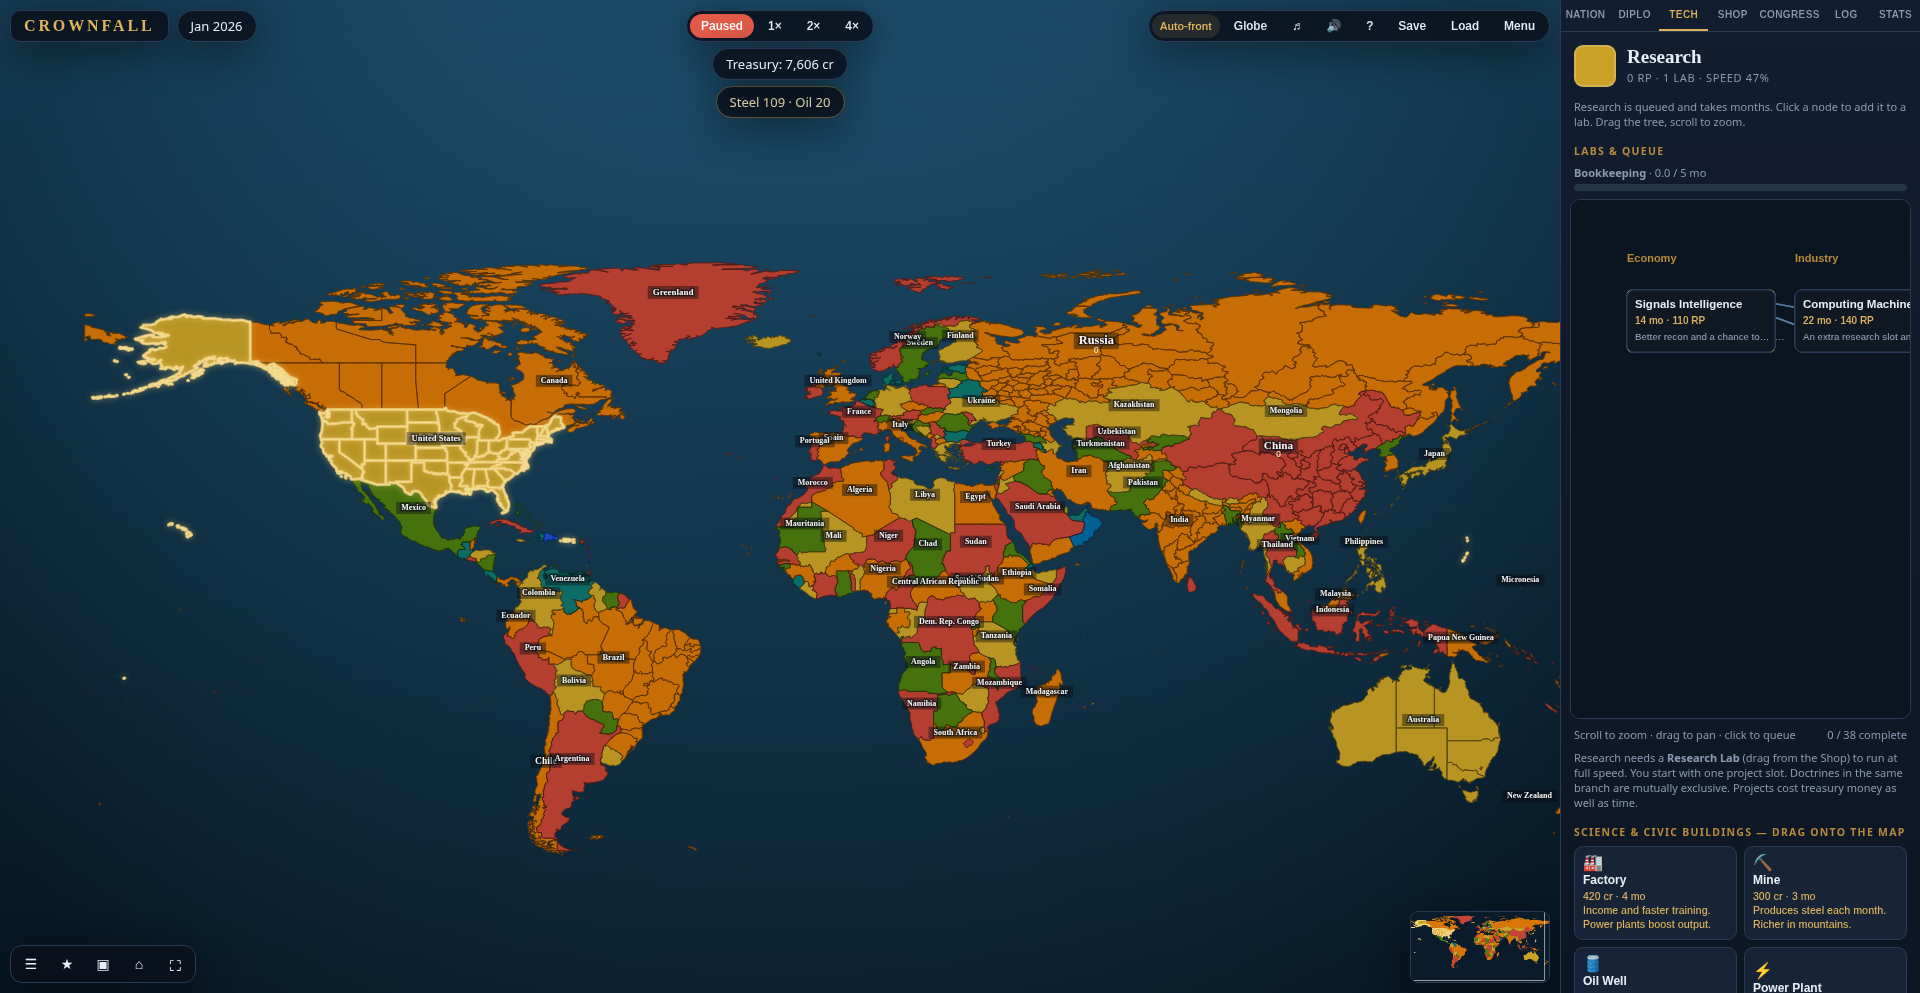 CROWNFALL
Jan 2026
Paused 1× 2× 4×
Treasury: 7,606 cr
Steel 109 · Oil 20
Auto-front Globe ? Save Load Menu
NATION DIPLO TECH SHOP CONGRESS LOG STATS
Research
0 RP · 1 LAB · SPEED 47%
Research is queued and takes months. Click a node to add it to a
lab. Drag the tree, scroll to zoom.
LABS & QUEUE
Bookkeeping · 0.0 / 5 mo
Economy
Industry
Signals Intelligence
14 mo · 110 RP
Better recon and a chance to…
Computing Machine
22 mo · 140 RP
An extra research slot an
Scroll to zoom · drag to pan · click to queue
0 / 38 complete
Research needs a Research Lab (drag from the Shop) to run at
full speed. You start with one project slot. Doctrines in the same
branch are mutually exclusive. Projects cost treasury money as
well as time.
SCIENCE & CIVIC BUILDINGS — DRAG ONTO THE MAP
Factory
420 cr · 4 mo
Income and faster training.
Power plants boost output.
Mine
300 cr · 3 mo
Produces steel each month.
Richer in mountains.
Oil Well
Power Plant
Greenland
Norway
Sweden
Finland
Russia
0
Canada
United Kingdom
Ukraine
Kazakhstan
Mongolia
France
Italy
United States
Portugal
Turkey
Uzbekistan
Turkmenistan
China
0
Japan
Iran
Afghanistan
Pakistan
Mexico
Morocco
Algeria
Libya
Egypt
Saudi Arabia
India
Myanmar
Mauritania
Mali
Niger
Chad
Sudan
Vietnam
Thailand
Philippines
Nigeria
Central African Republic
Ethiopia
Somalia
Venezuela
Colombia
Micronesia
Malaysia
Indonesia
Ecuador
Dem. Rep. Congo
Tanzania
Papua New Guinea
Peru
Brazil
Angola
Zambia
Bolivia
Mozambique
Madagascar
Namibia
Australia
South Africa
Argentina
New Zealand